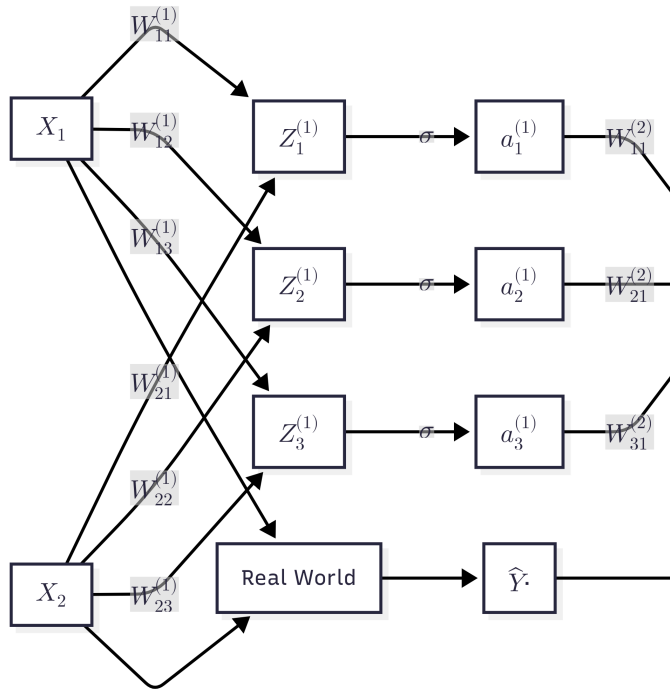 W_{11}^{(1)}
X_1
W_{12}^{(1)}
Z_1^{(1)}
σ
a_1^{(1)}
W_{11}^{(2)}
W_{13}^{(1)}
Z_2^{(1)}
σ
a_2^{(1)}
W_{21}^{(2)}
W_{21}^{(1)}
Z_3^{(1)}
σ
a_3^{(1)}
W_{31}^{(2)}
W_{22}^{(1)}
X_2
W_{23}^{(1)}
Real World
\widehat{Y}·